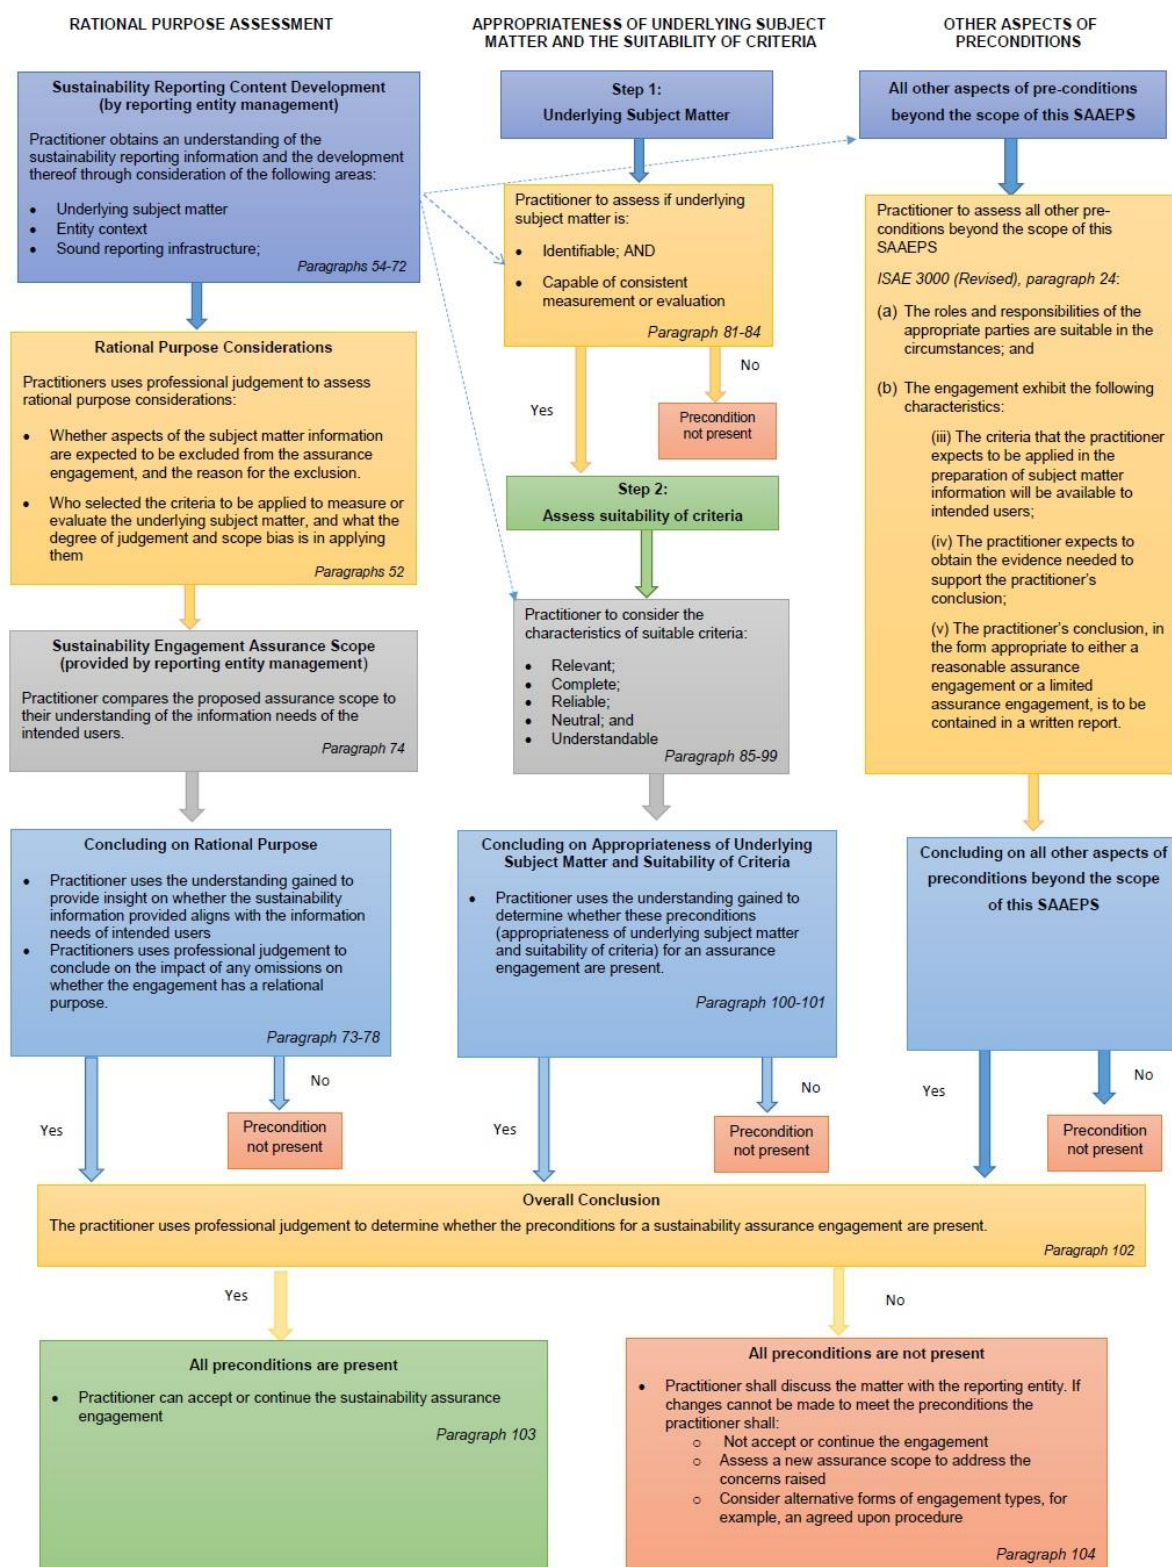 RATIONAL PURPOSE ASSESSMENT
Sustainability Reporting Content Development
(by reporting entity management)
Practitioner obtains an understanding of the
sustainability reporting information and the development
thereof through consideration of the following areas:
• Underlying subject matter
• Entity context
• Sound reporting infrastructure;
Paragraphs 54-72
Rational Purpose Considerations
Practitioners uses professional judgement to assess
rational purpose considerations:
• Whether aspects of the subject matter information
are expected to be excluded from the assurance
engagement, and the reason for the exclusion.
• Who selected the criteria to be applied to measure or
evaluate the underlying subject matter, and what the
degree of judgement and scope bias is in applying
them
Paragraphs 52
Sustainability Engagement Assurance Scope
(provided by reporting entity management)
Practitioner compares the proposed assurance scope to
their understanding of the information needs of the
intended users.
Paragraph 74
Concluding on Rational Purpose
• Practitioner uses the understanding gained to
provide insight on whether the sustainability
information provided aligns with the information
needs of intended users
• Practitioners uses professional judgement to
conclude on the impact of any omissions on
whether the engagement has a relational
purpose.
Paragraph 73-78
Yes
No
Precondition
not present
APPROPRIATENESS OF UNDERLYING SUBJECT
MATTER AND THE SUITABILITY OF CRITERIA
Step 1:
Underlying Subject Matter
Practitioner to assess if underlying
subject matter is:
• Identifiable; AND
• Capable of consistent
measurement or evaluation
Paragraph 81-84
Yes
No
Precondition
not present
Step 2:
Assess suitability of criteria
Practitioner to consider the
characteristics of suitable criteria:
• Relevant;
• Complete;
• Reliable;
• Neutral; and
• Understandable
Paragraph 85-99
Concluding on Appropriateness of Underlying
Subject Matter and Suitability of Criteria
• Practitioner uses the understanding gained to
determine whether these preconditions
(appropriateness of underlying subject matter
and suitability of criteria) for an assurance
engagement are present.
Paragraph 100-101
Yes
No
Precondition
not present
OTHER ASPECTS OF
PRECONDITIONS
All other aspects of pre-conditions
beyond the scope of this SAAEPS
Practitioner to assess all other pre-
conditions beyond the scope of this
SAAEPS
ISAE 3000 (Revised), paragraph 24:
(a) The roles and responsibilities of the
appropriate parties are suitable in the
circumstances; and
(b) The engagement exhibit the following
characteristics:
(iii) The criteria that the practitioner
expects to be applied in the
preparation of subject matter
information will be available to
intended users;
(iv) The practitioner expects to
obtain the evidence needed to
support the practitioner's
conclusion;
(v) The practitioner's conclusion, in
the form appropriate to either a
reasonable assurance
engagement or a limited
assurance engagement, is to be
contained in a written report.
Concluding on all other aspects of
preconditions beyond the scope
of this SAAEPS
Yes
No
Precondition
not present
Overall Conclusion
The practitioner uses professional judgement to determine whether the preconditions for a sustainability assurance engagement are present.
Paragraph 102
Yes
No
All preconditions are present
• Practitioner can accept or continue the sustainability assurance
engagement
Paragraph 103
All preconditions are not present
• Practitioner shall discuss the matter with the reporting entity. If
changes cannot be made to meet the preconditions the
practitioner shall:
o Not accept or continue the engagement
o Assess a new assurance scope to address the
concerns raised
o Consider alternative forms of engagement types, for
example, an agreed upon procedure
Paragraph 104